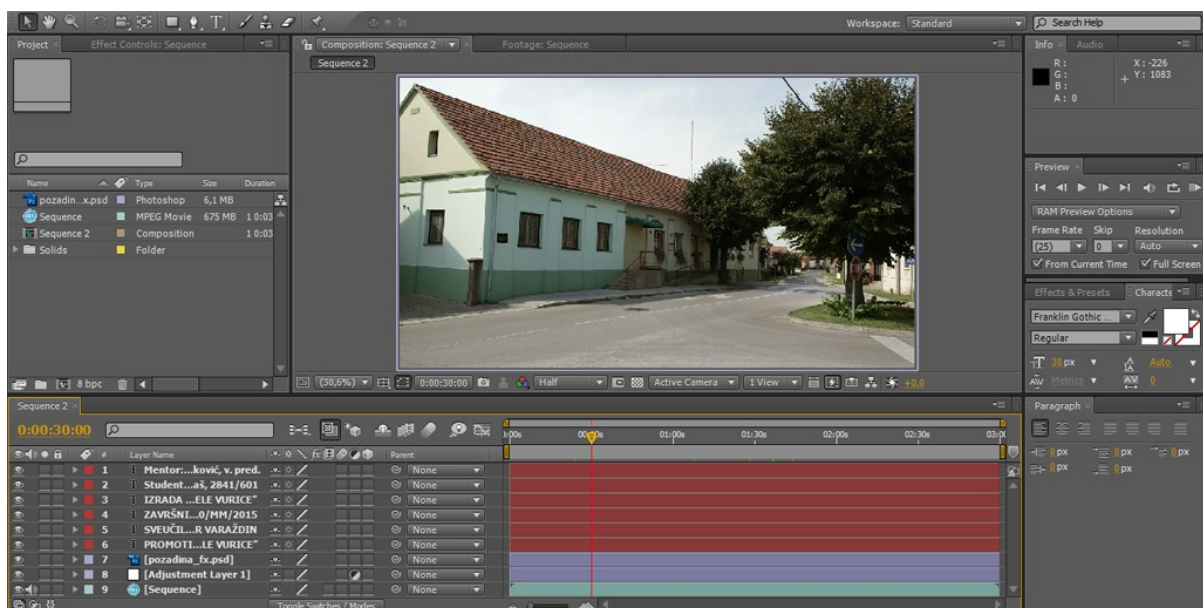 Workspace: Standard
Search Help
Project
Effect Controls: Sequence
Composition: Sequence 2
Footage: Sequence
Sequence 2
Info
Audio
R :
G :
B :
A : 0
X : -226
Y : 1083
Name Type Size Duration
pozadin...x.psd Photoshop 6,1 MB
Sequence MPEG Movie 675 MB 1 0:03
Sequence 2 Composition 1 0:03
Solids Folder
Preview
RAM Preview Options
Frame Rate Skip Resolution
(25) 0 Auto
From Current Time Full Screen
Effects & Presets
Characte
Franklin Gothic ...
Regular
30 px Auto
Metrics 0
8 bpc
(30,6%) 0:00:30:00 Half Active Camera 1 View +0,0
Sequence 2
0:00:30:00
00:30s 01:00s 01:30s 02:00s 02:30s
# Layer Name Parent
1 Mentor:...ković, v. pred. None
2 Student...aš, 2841/601 None
3 IZRADA ...ELE VURICE" None
4 ZAVRŠNI...0/MM/2015 None
5 SVEUČIL...R VARAŽDIN None
6 PROMOTI...LE VURICE" None
7 [pozadina_fx.psd] None
8 [Adjustment Layer 1] None
9 [Sequence] None
Toggle Switches / Modes
Paragraph
0 px 0 px 0 px
0 px 0 px